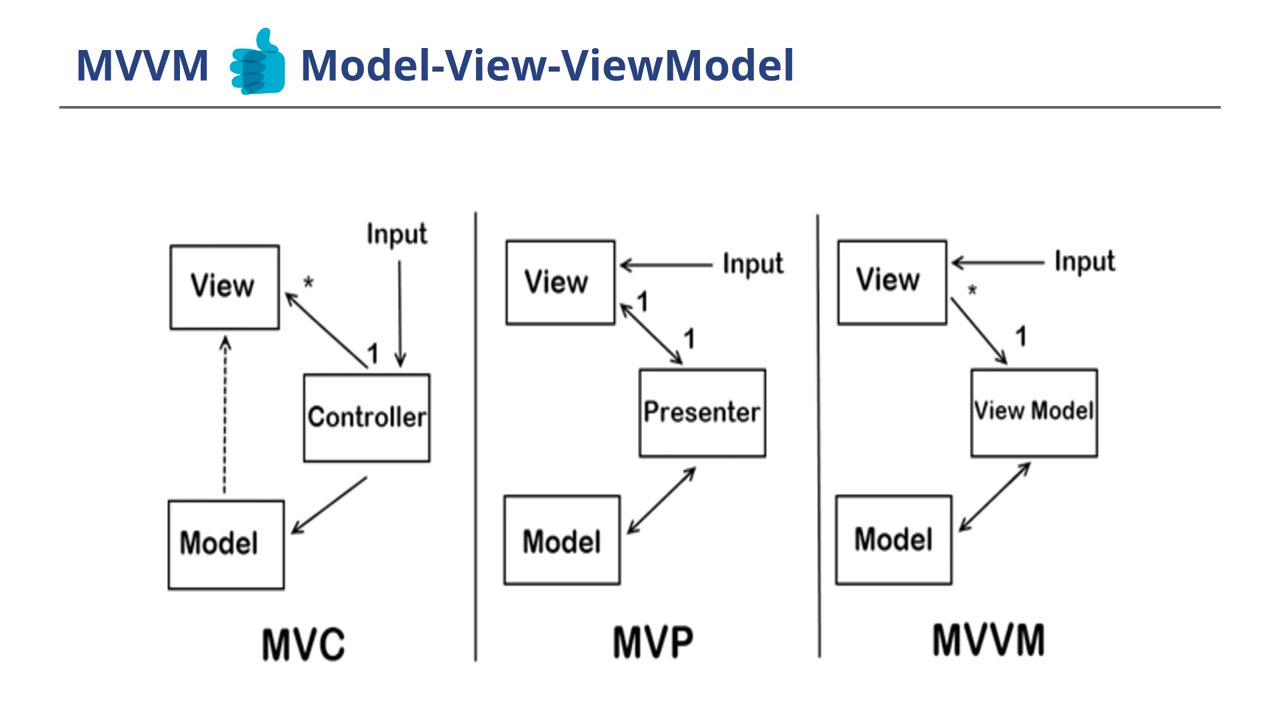 MVVM Model-View-ViewModel
Input
View
*
1
Controller
Model
MVC
View
Input
1
1
Presenter
Model
MVP
View
Input
*
1
View Model
Model
MVVM